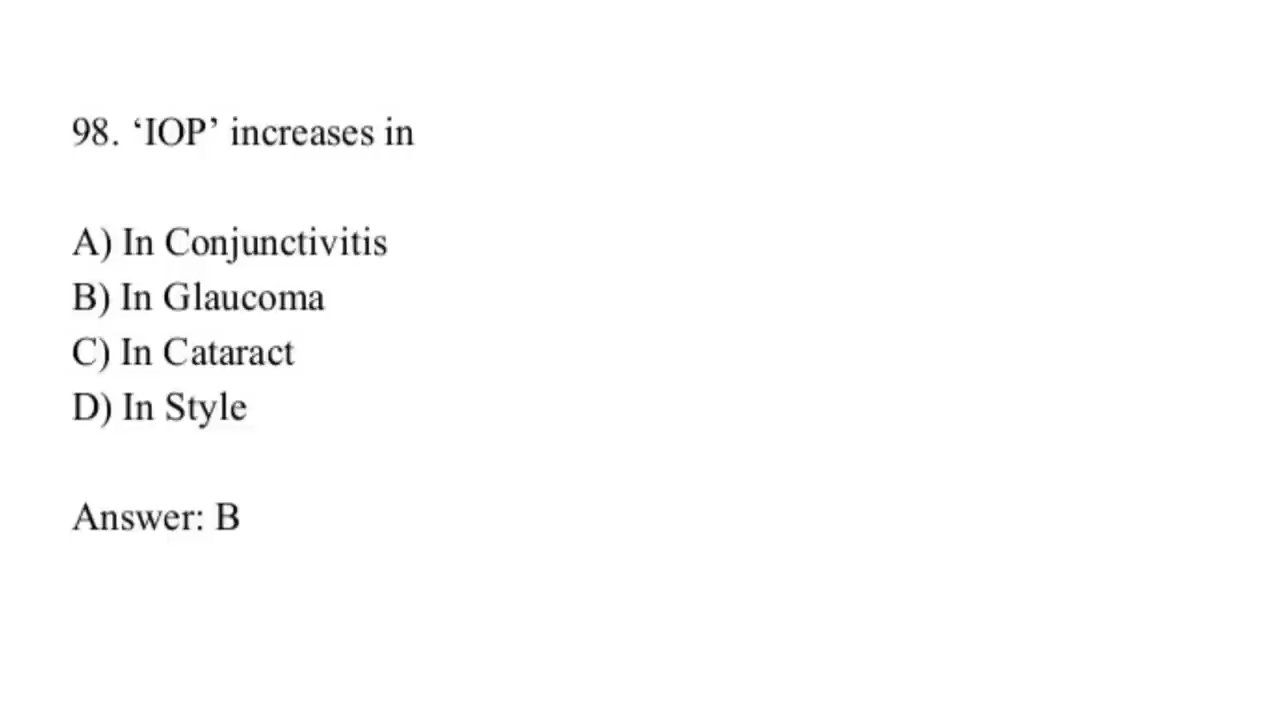 98. ‘IOP’ increases in
A) In Conjunctivitis
B) In Glaucoma
C) In Cataract
D) In Style
Answer: B